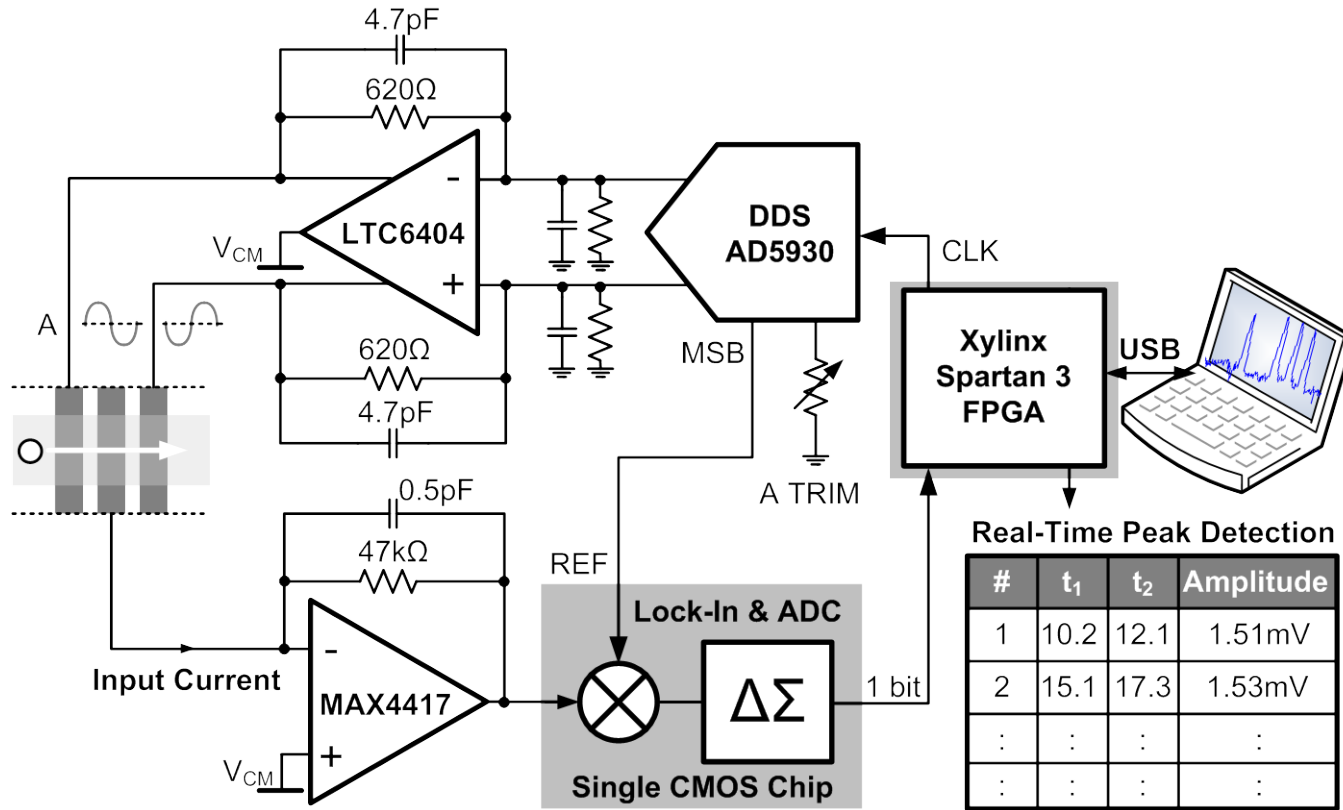 4.7pF
620Ω
-
LTC6404
+
V_CM
A
620Ω
4.7pF
DDS
AD5930
CLK
MSB
A TRIM
Xylinx
Spartan 3
FPGA
USB
0.5pF
47kΩ
-
MAX4417
+
Input Current
V_CM
REF
Lock-In & ADC
ΔΣ
1 bit
Single CMOS Chip
Real-Time Peak Detection
# t₁ t₂ Amplitude
1 10.2 12.1 1.51mV
2 15.1 17.3 1.53mV
: : : :
: : : :